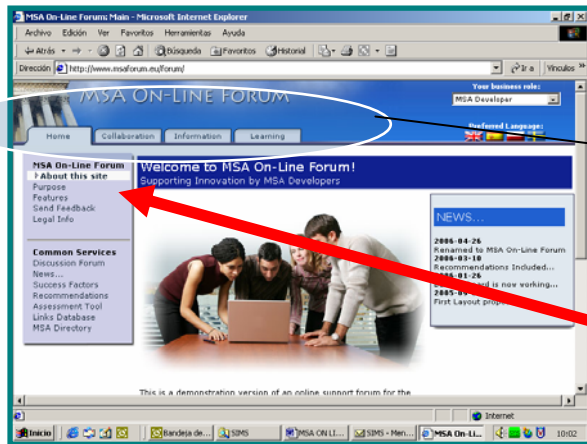 MSA On-Line Forum: Main - Microsoft Internet Explorer
Archivo Edición Ver Favoritos Herramientas Ayuda
Atrás Búsqueda Favoritos Historial
Dirección http://www.msaforum.eu/forum/ Ir a Vínculos »
MSA ON-LINE FORUM
Your business role:
MSA Developer
Preferred Language:
Home Collaboration Information Learning
MSA On-Line Forum
About this site
Purpose
Features
Send Feedback
Legal Info
Common Services
Discussion Forum
News...
Success Factors
Recommendations
Assessment Tool
Links Database
MSA Directory
Welcome to MSA On-Line Forum!
Supporting Innovation by MSA Developers
NEWS...
2006-04-26
Renamed to MSA On-Line Forum
2006-03-10
Recommendations Included...
2006-01-26
is now working...
First Layout
This is a demonstration version of an online support forum for the
Internet
Inicio Bandeja de... SIMS MSA ON LI... SIMS - Men... MSA On-Li... 10:02